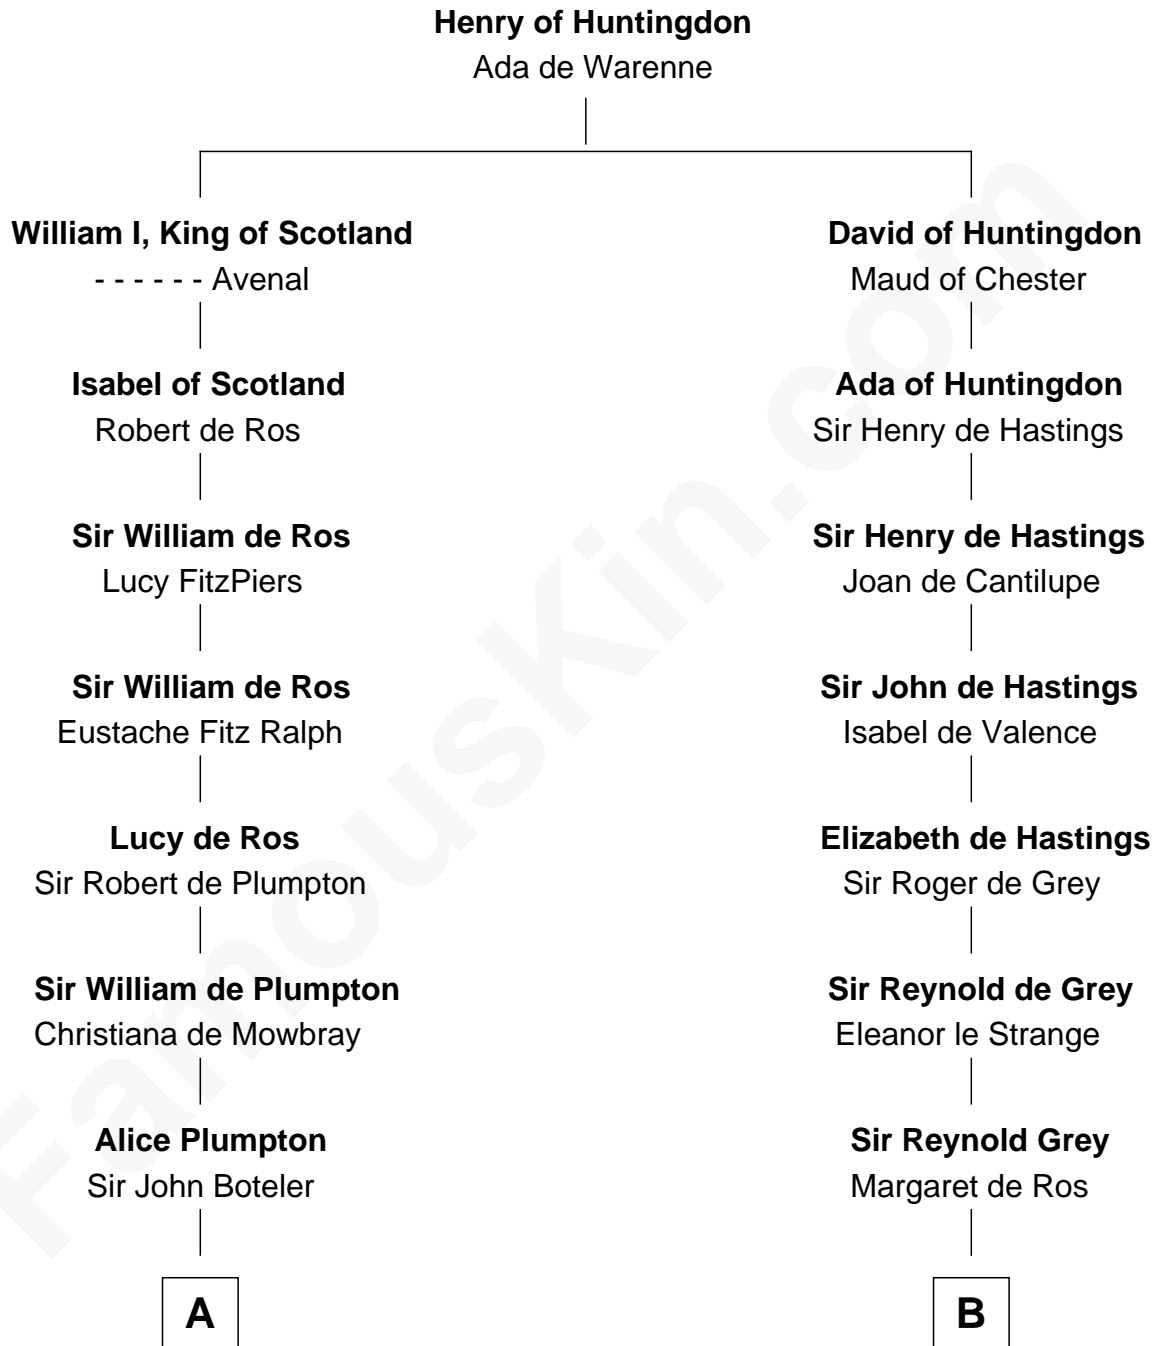 Henry of Huntingdon
Ada de Warenne
William I, King of Scotland
- - - - - - Avenal
David of Huntingdon
Maud of Chester
Isabel of Scotland
Robert de Ros
Ada of Huntingdon
Sir Henry de Hastings
Sir William de Ros
Lucy FitzPiers
Sir Henry de Hastings
Joan de Cantilupe
Sir William de Ros
Eustache Fitz Ralph
Sir John de Hastings
Isabel de Valence
Lucy de Ros
Sir Robert de Plumpton
Elizabeth de Hastings
Sir Roger de Grey
Sir William de Plumpton
Christiana de Mowbray
Sir Reynold de Grey
Eleanor le Strange
Alice Plumpton
Sir John Boteler
Sir Reynold Grey
Margaret de Ros
A
B
FamousKin.com